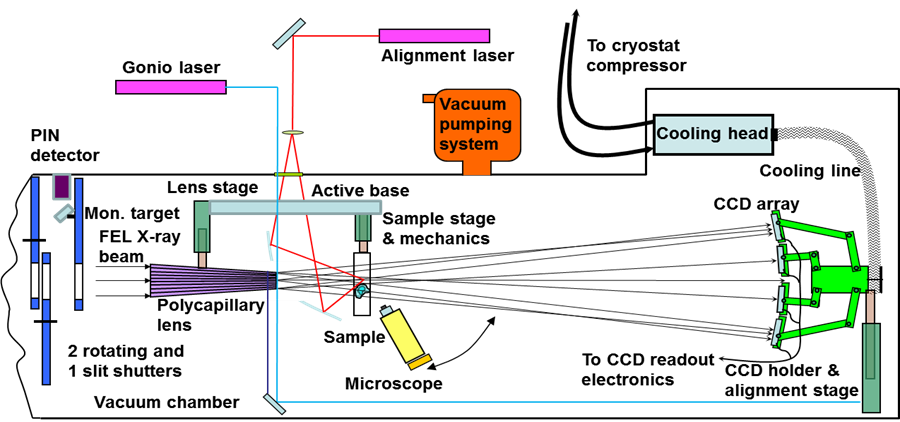 Gonio laser
Alignment laser
To cryostat
compressor
Vacuum
pumping
system
Cooling head
PIN
detector
Cooling line
Lens stage
Active base
CCD array
Mon. target
Sample stage
& mechanics
FEL X-ray
beam
Polycapillary
lens
Sample
2 rotating and
1 slit shutters
Microscope
To CCD readout
electronics
CCD holder &
alignment stage
Vacuum chamber